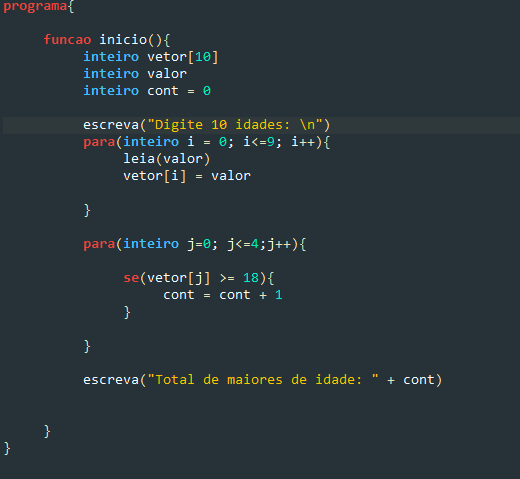 programa{
funcao inicio(){
inteiro vetor[10]
inteiro valor
inteiro cont = 0
escreva("Digite 10 idades: \n")
para(inteiro i = 0; i<=9; i++){
leia(valor)
vetor[i] = valor
}
para(inteiro j=0; j<=4;j++){
se(vetor[j] >= 18){
cont = cont + 1
}
}
escreva("Total de maiores de idade: " + cont)
}
}